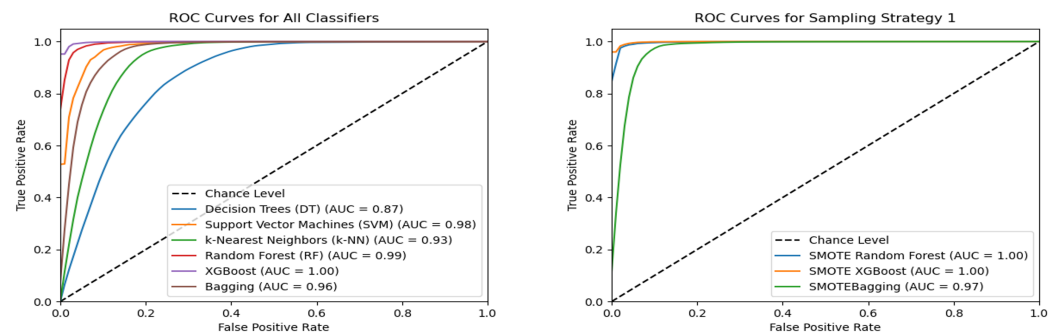 ROC Curves for All Classifiers
True Positive Rate
1.0
0.8
0.6
0.4
0.2
0.0
Chance Level
Decision Trees (DT) (AUC = 0.87)
Support Vector Machines (SVM) (AUC = 0.98)
k-Nearest Neighbors (k-NN) (AUC = 0.93)
Random Forest (RF) (AUC = 0.99)
XGBoost (AUC = 1.00)
Bagging (AUC = 0.96)
0.0 0.2 0.4 0.6 0.8 1.0
False Positive Rate
ROC Curves for Sampling Strategy 1
True Positive Rate
1.0
0.8
0.6
0.4
0.2
0.0
Chance Level
SMOTE Random Forest (AUC = 1.00)
SMOTE XGBoost (AUC = 1.00)
SMOTEBagging (AUC = 0.97)
0.0 0.2 0.4 0.6 0.8 1.0
False Positive Rate